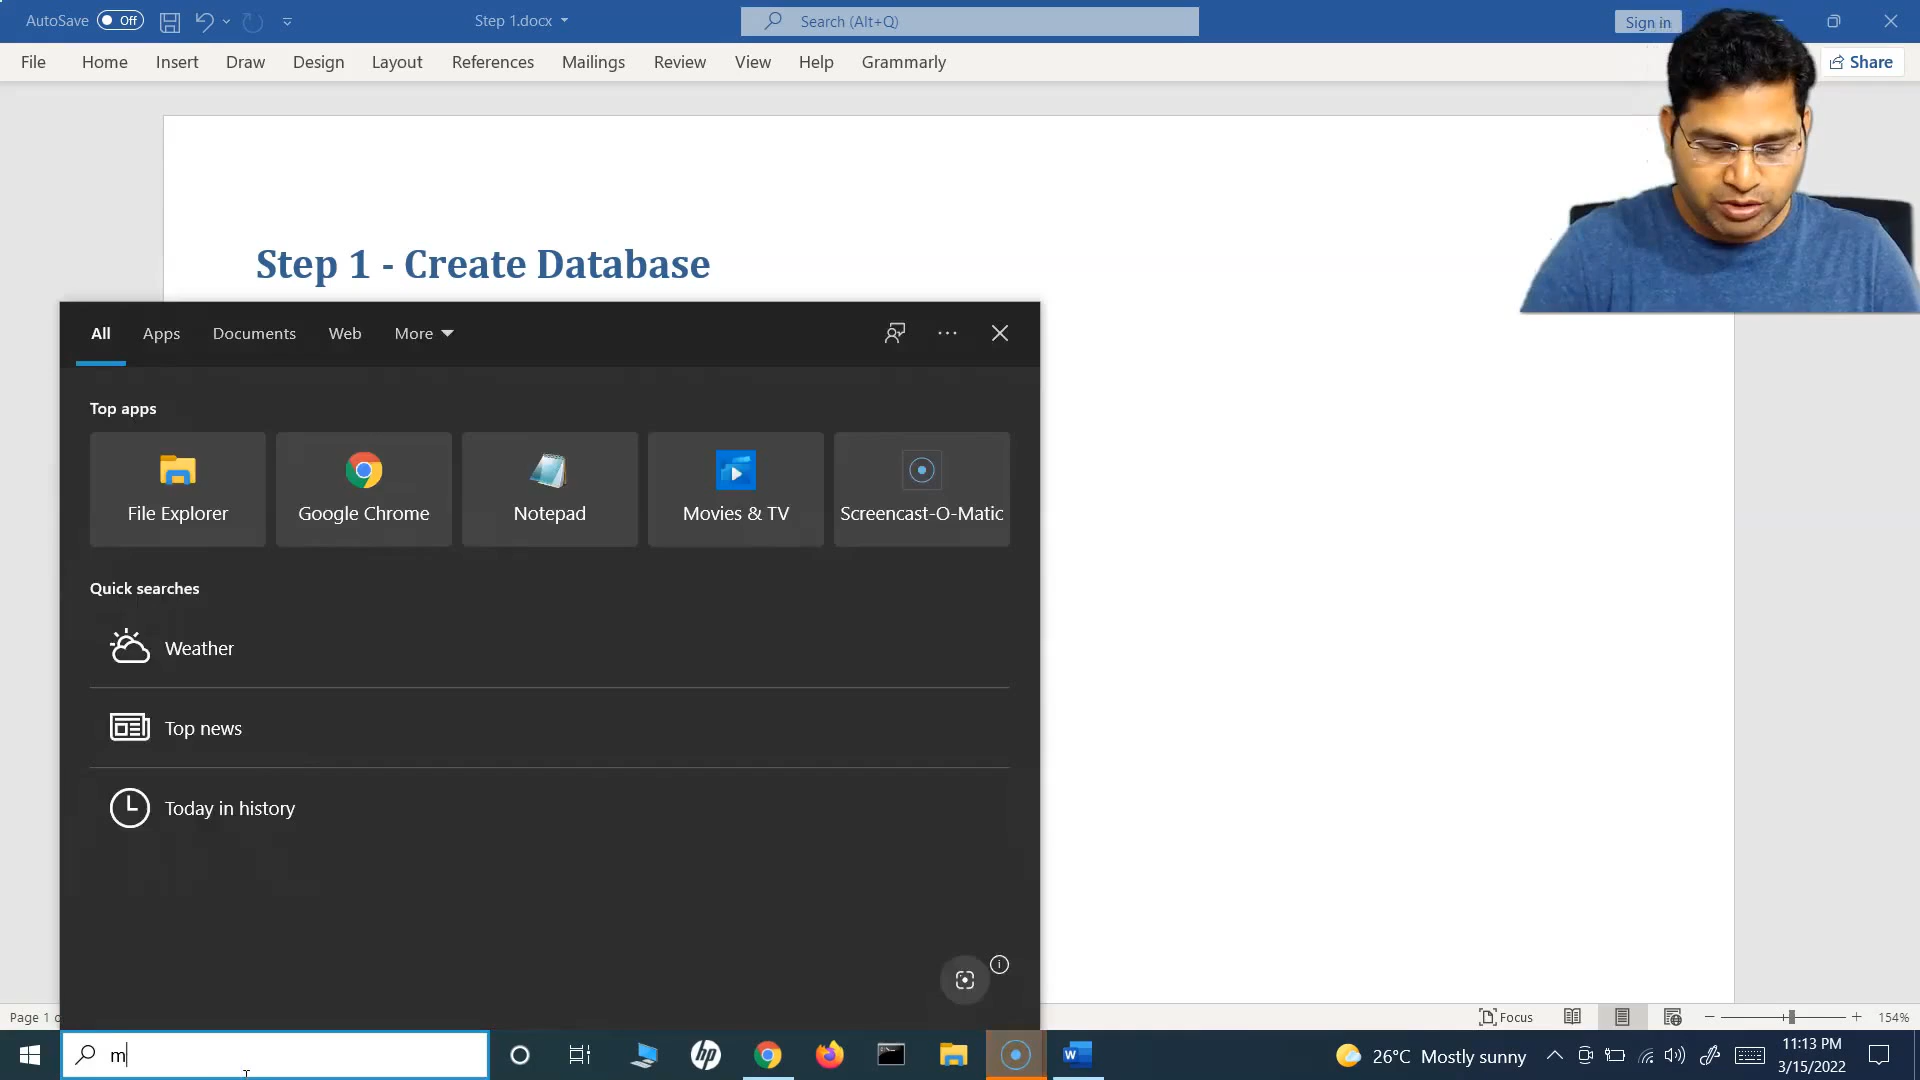 AutoSave Off Step 1.docx Search (Alt+Q) Sign in
File Home Insert Draw Design Layout References Mailings Review View Help Grammarly Share
Step 1 - Create Database
All Apps Documents Web More
Top apps
File Explorer Google Chrome Notepad Movies & TV Screencast-O-Matic
Quick searches
Weather
Top news
Today in history
Page 1 Focus 154%
m
hp
W
26°C Mostly sunny
11:13 PM
3/15/2022